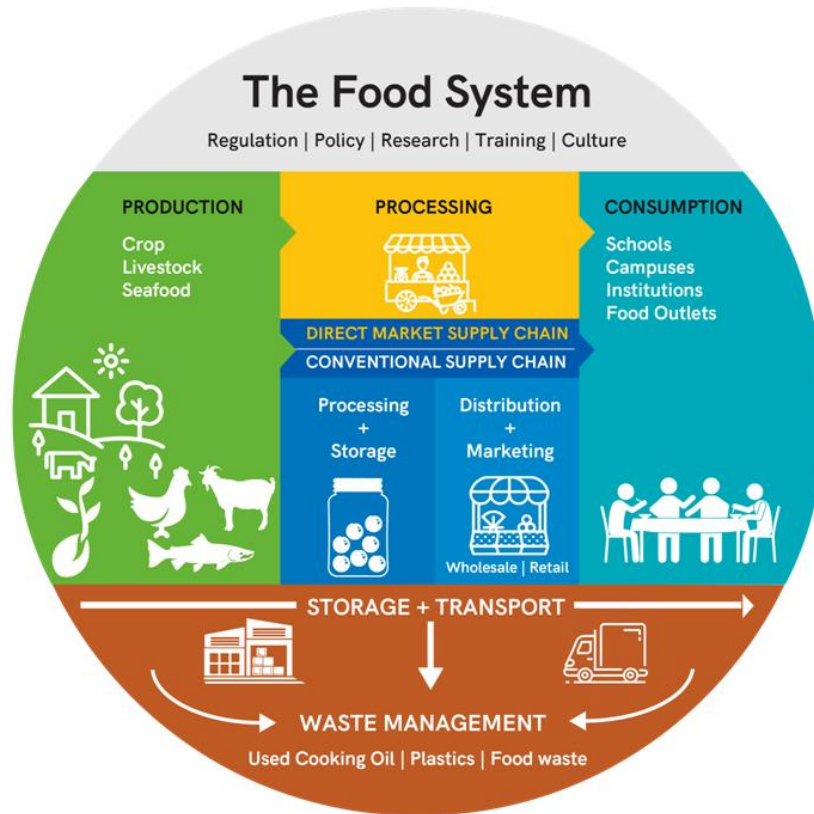 The Food System
Regulation | Policy | Research | Training | Culture
PRODUCTION
Crop
Livestock
Seafood
PROCESSING
DIRECT MARKET SUPPLY CHAIN
CONVENTIONAL SUPPLY CHAIN
Processing
+
Storage
Distribution
+
Marketing
Wholesale | Retail
CONSUMPTION
Schools
Campuses
Institutions
Food Outlets
STORAGE + TRANSPORT
WASTE MANAGEMENT
Used Cooking Oil | Plastics | Food waste